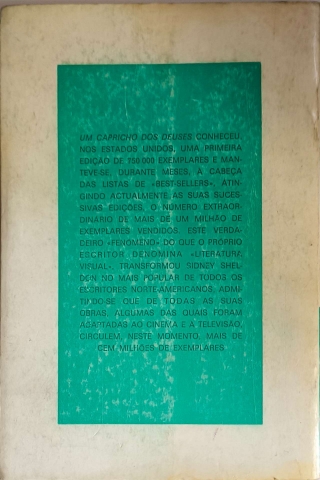 UM CAPRICHO DOS DEUSES CONHECEU,
NOS ESTADOS UNIDOS, UMA PRIMEIRA
EDIÇÃO DE 750 000 EXEMPLARES E MAN-
TEVE-SE, DURANTE MESES, À CABEÇA
DAS LISTAS DE «BEST-SELLERS», ATIN-
GINDO ACTUALMENTE, AS SUAS SUCES-
SIVAS EDIÇÕES, O NÚMERO EXTRAOR-
DINÁRIO DE MAIS DE UM MILHÃO DE
EXEMPLARES VENDIDOS. ESTE VERDA-
DEIRO «FENÓMENO» DO QUE O PRÓPRIO
ESCRITOR DENOMINA «LITERATURA
VISUAL», TRANSFORMOU SIDNEY SHEL-
DEN NO MAIS POPULAR DE TODOS OS
ESCRITORES NORTE-AMERICANOS, ADMI-
TINDO-SE QUE DE TODAS AS SUAS
OBRAS, ALGUMAS DAS QUAIS FORAM
ADAPTADAS AO CINEMA E À TELEVISÃO,
CIRCULEM, NESTE MOMENTO, MAIS DE
CEM MILHÕES DE EXEMPLARES.